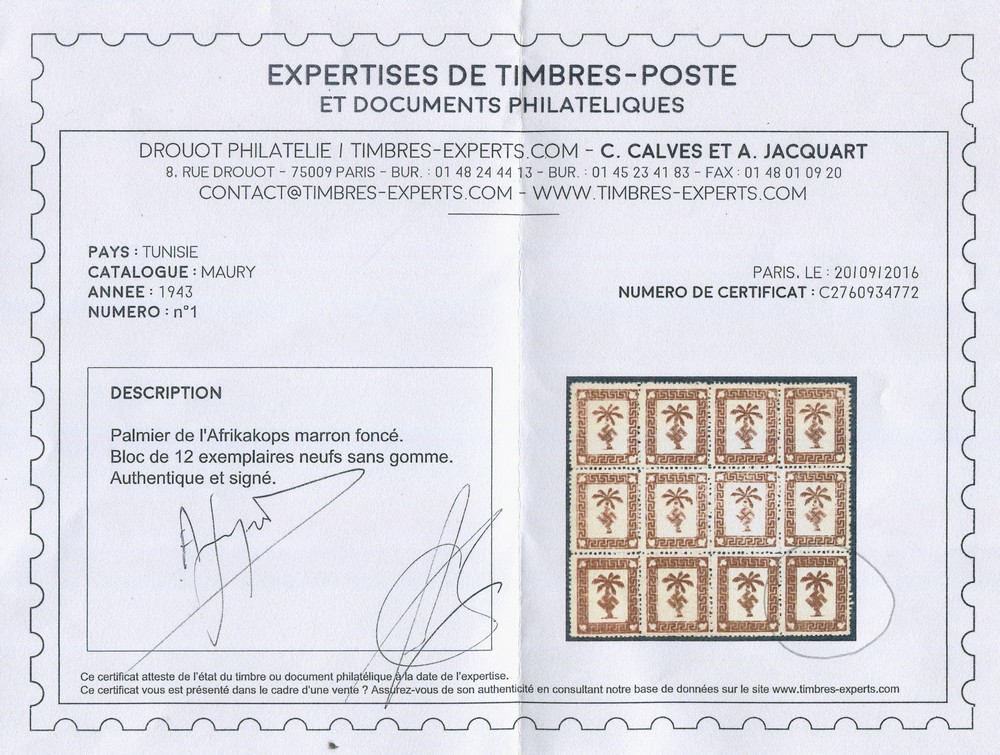 EXPERTISES DE TIMBRES-POSTE
ET DOCUMENTS PHILATELIQUES
DROUOT PHILATELIE | TIMBRES-EXPERTS.COM - C. CALVES ET A. JACQUART
8, RUE DROUOT - 75009 PARIS - BUR. : 01 48 24 44 13 - BUR. : 01 45 23 41 83 - FAX : 01 48 01 09 20
CONTACT@TIMBRES-EXPERTS.COM - WWW.TIMBRES-EXPERTS.COM
PAYS : TUNISIE
CATALOGUE : MAURY
ANNEE : 1943
NUMERO : n°1
PARIS, LE : 20/09/2016
NUMERO DE CERTIFICAT : C2760934772
DESCRIPTION
Palmier de l'Afrikakops marron foncé.
Bloc de 12 exemplaires neufs sans gomme.
Authentique et signé.
Ce certificat atteste de l'état du timbre ou document philatélique à la date de l'expertise.
Ce certificat vous est présenté dans le cadre d'une vente ? Assurez-vous de son authenticité en consultant notre base de données sur le site www.timbres-experts.com